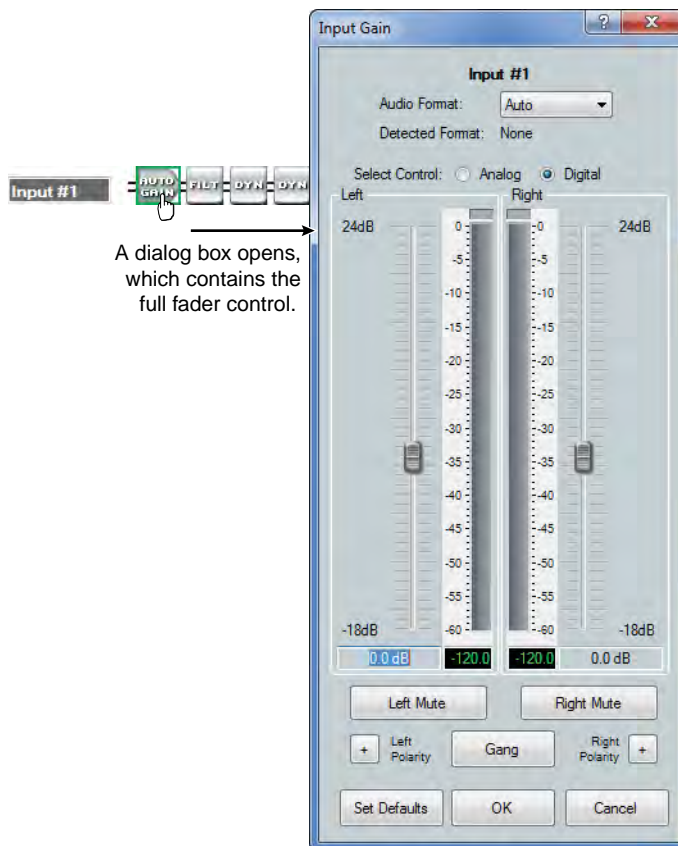 Input Gain
?
X
Input #1
Audio Format: Auto
Detected Format: None
Select Control: Analog Digital
Input #1
AUTO GAIN FILT DYN DYN
A dialog box opens,
which contains the
full fader control.
Left Right
24dB 0 0 24dB
-5 -5
-10 -10
-15 -15
-20 -20
-25 -25
-30 -30
-35 -35
-40 -40
-45 -45
-50 -50
-55 -55
-18dB -60 -60 -18dB
0.0 dB -120.0 -120.0 0.0 dB
Left Mute Right Mute
+ Left Polarity Gang Right Polarity +
Set Defaults OK Cancel